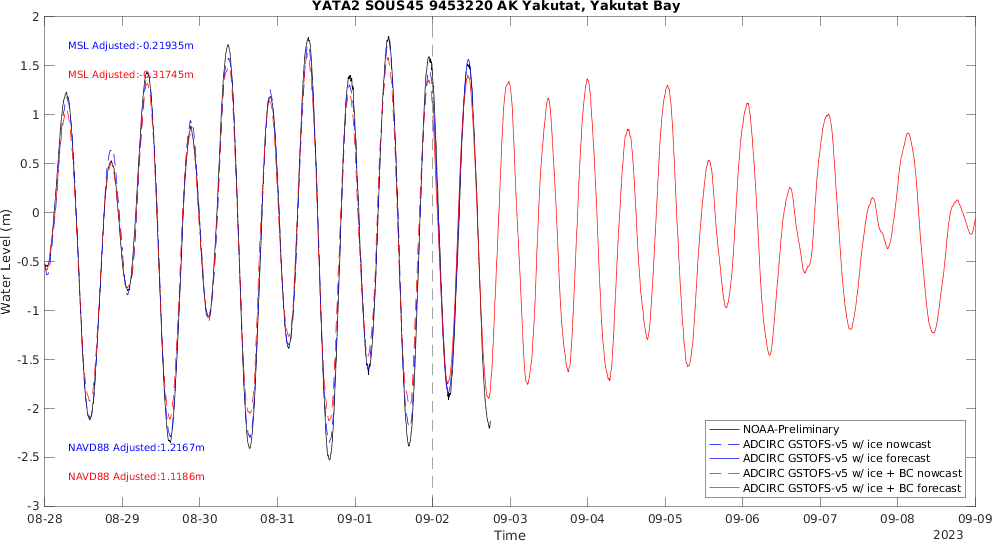 YATA2 SOUS45 9453220 AK Yakutat, Yakutat Bay
MSL Adjusted:-0.21935m
MSL Adjusted:-0.31745m
NAVD88 Adjusted:1.2167m
NAVD88 Adjusted:1.1186m
Water Level (m)
2
1.5
1
0.5
0
-0.5
-1
-1.5
-2
-2.5
-3
NOAA-Preliminary
ADCIRC GSTOFS-v5 w/ ice nowcast
ADCIRC GSTOFS-v5 w/ ice forecast
ADCIRC GSTOFS-v5 w/ ice + BC nowcast
ADCIRC GSTOFS-v5 w/ ice + BC forecast
08-28 08-29 08-30 08-31 09-01 09-02 09-03 09-04 09-05 09-06 09-07 09-08 09-09
Time
2023